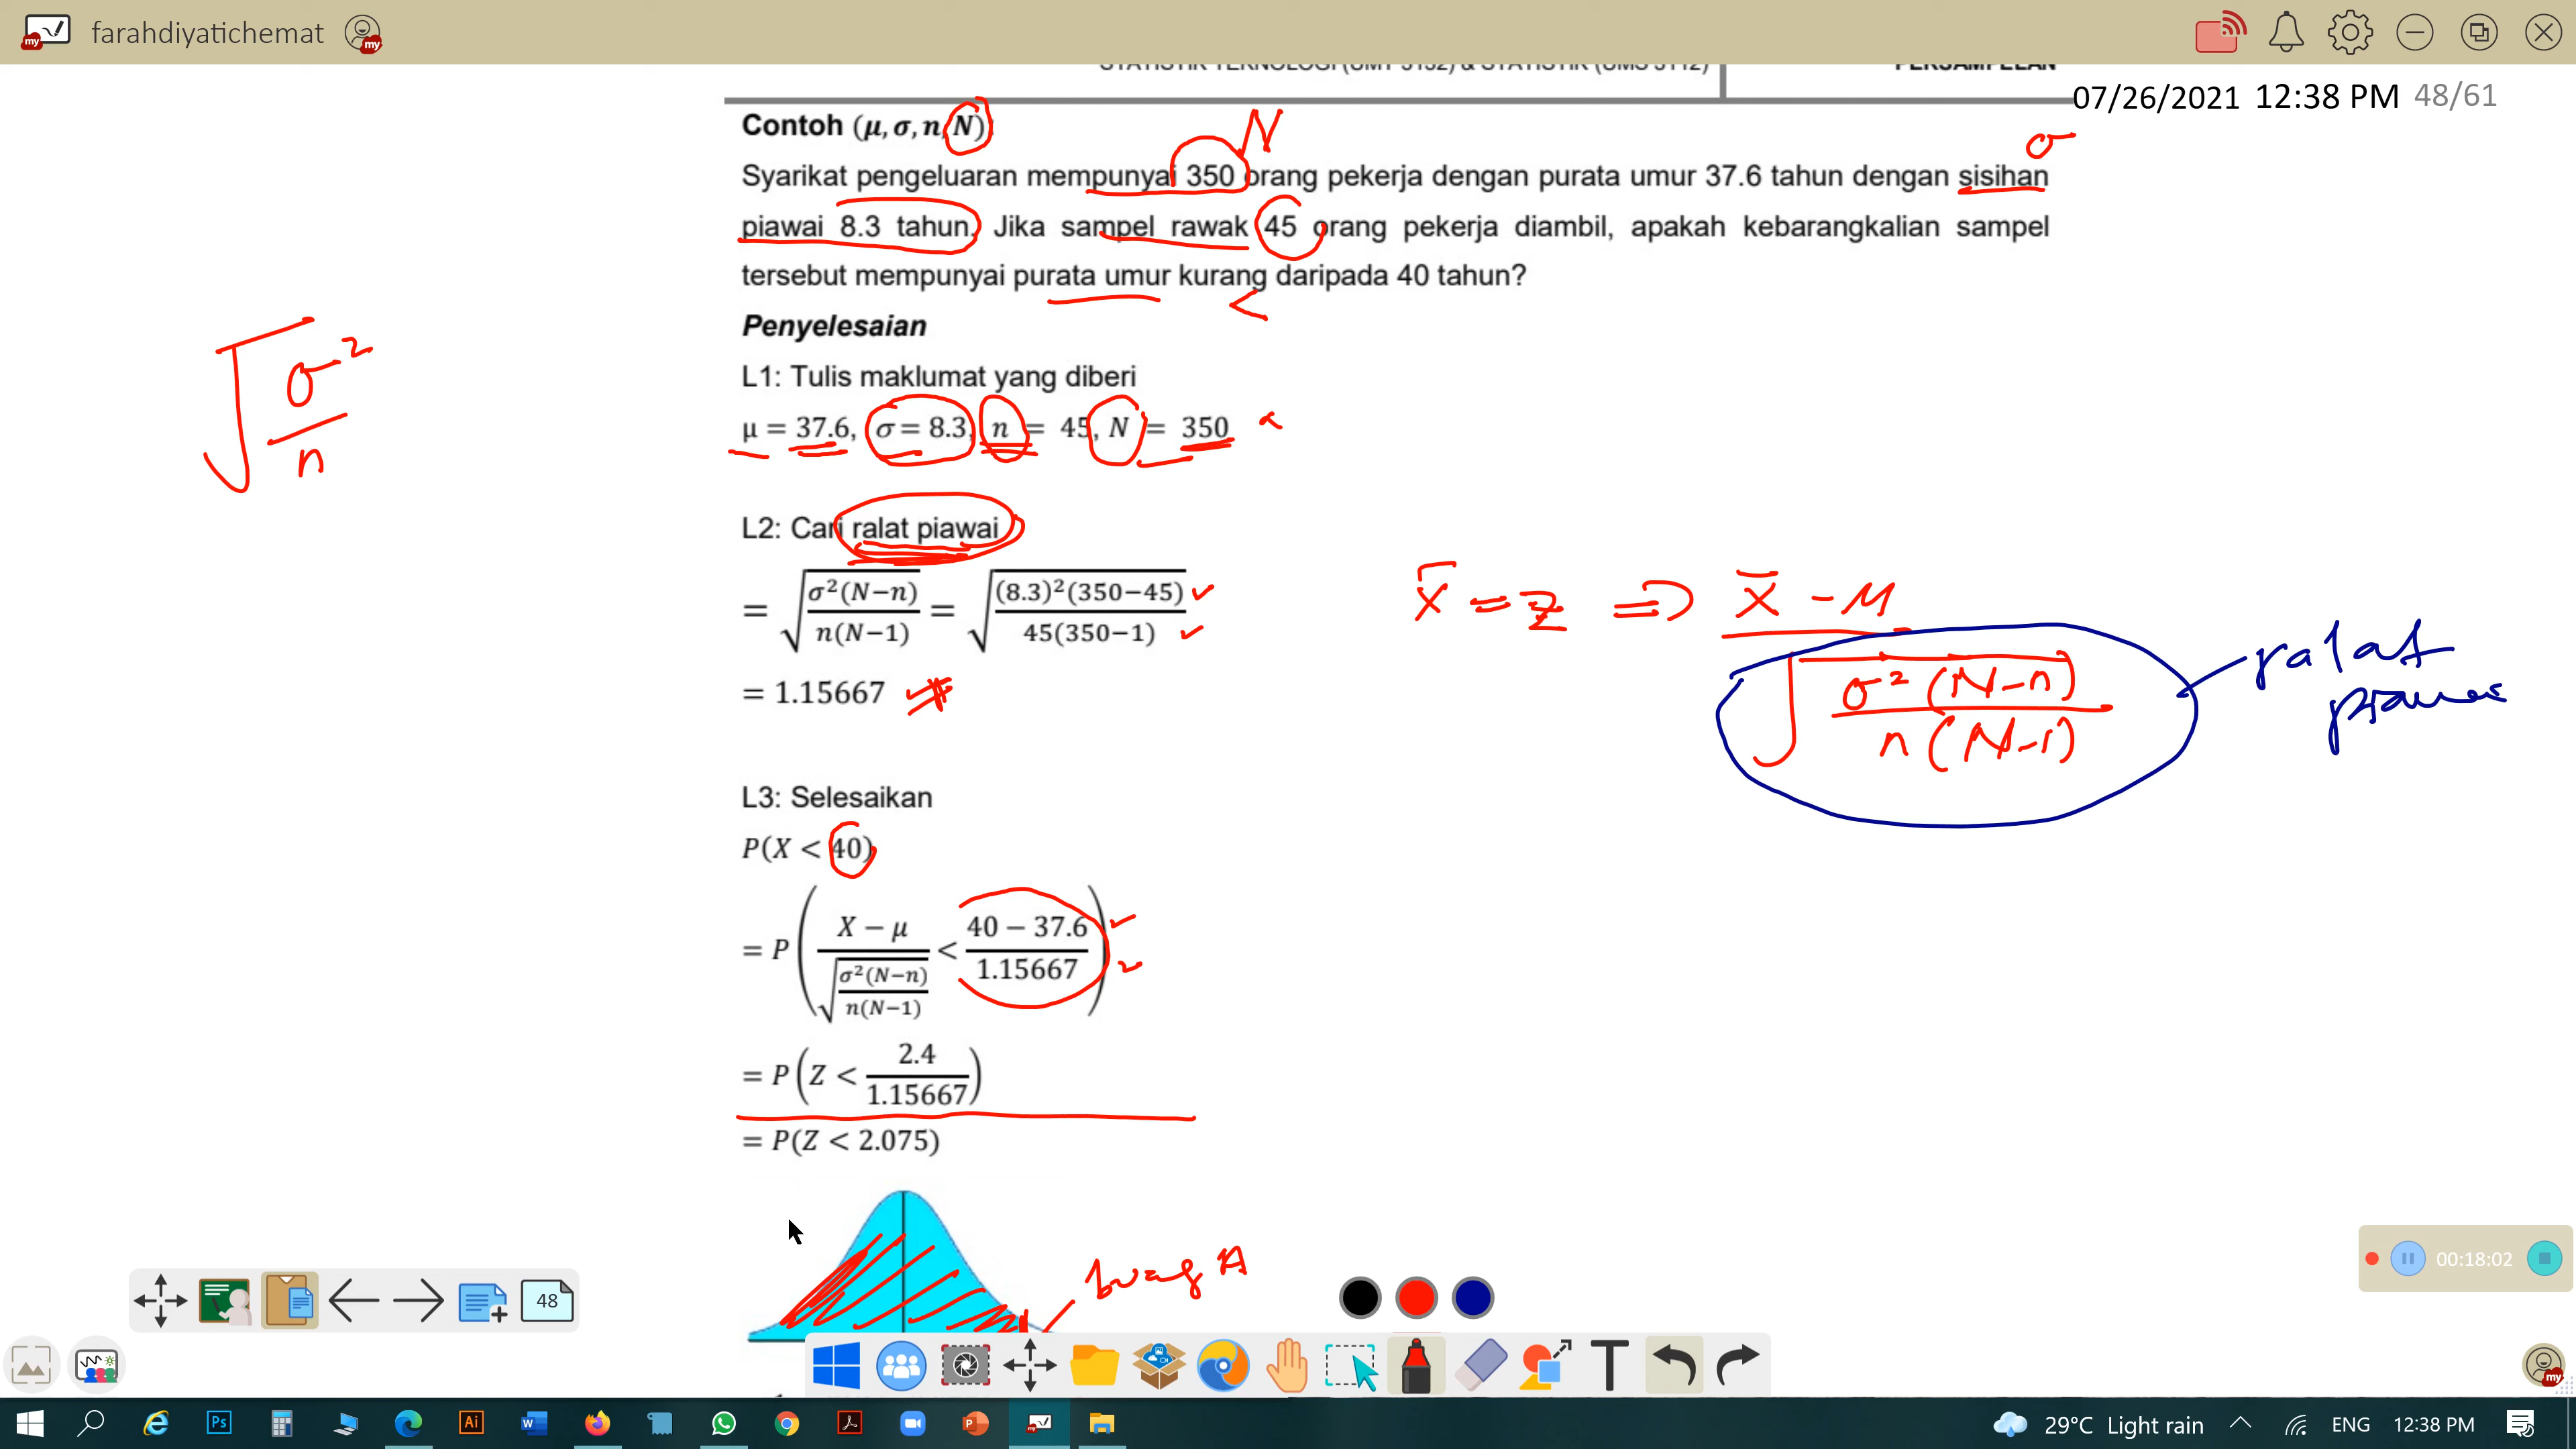 farahdiyatichemat
07/26/2021 12:38 PM 48/61
Contoh (μ, σ, n, N)
N
σ
Syarikat pengeluaran mempunyai 350 orang pekerja dengan purata umur 37.6 tahun dengan sisihan
piawai 8.3 tahun. Jika sampel rawak 45 orang pekerja diambil, apakah kebarangkalian sampel
tersebut mempunyai purata umur kurang daripada 40 tahun?
<
Penyelesaian
L1: Tulis maklumat yang diberi
μ = 37.6, σ = 8.3, n = 45, N = 350
√(σ²/n)
L2: Cari ralat piawai
= √(σ²(N−n) / n(N−1)) = √((8.3)²(350−45) / 45(350−1))
= 1.15667
X̄ = Z ⇒ (X̄ − μ) / √(σ²(N−n) / n(N−1))
ralat
L3: Selesaikan
P(X < 40)
= P((X − μ) / √(σ²(N−n) / n(N−1)) < (40 − 37.6) / 1.15667)
= P(Z < 2.4 / 1.15667)
= P(Z < 2.075)
A
00:18:02
48
29°C Light rain
ENG
12:38 PM